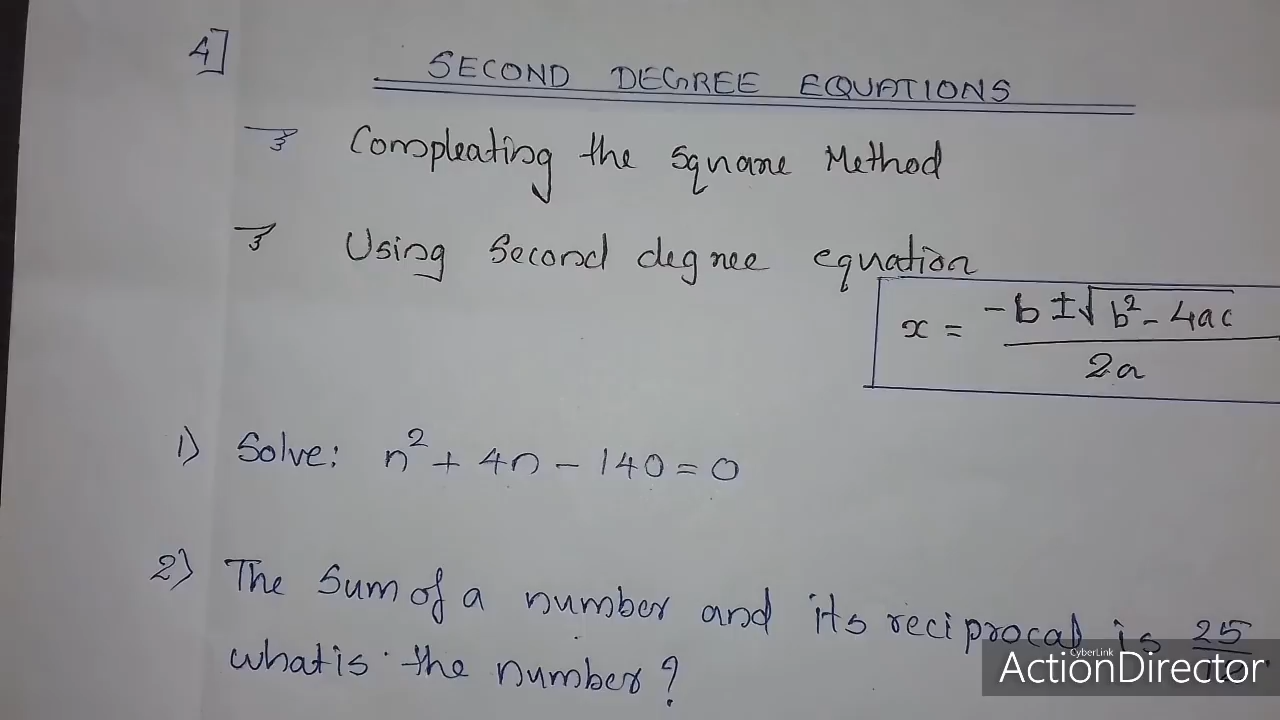 4]
SECOND DEGREE EQUATIONS
→ Compleating the square Method
→ Using Second degree equation
x = -b ±√b² - 4ac / 2a
1) Solve: n² + 4n - 140 = 0
2) The Sum of a number and its reciprocal is 25
what is the number?
CyberLink
ActionDirector